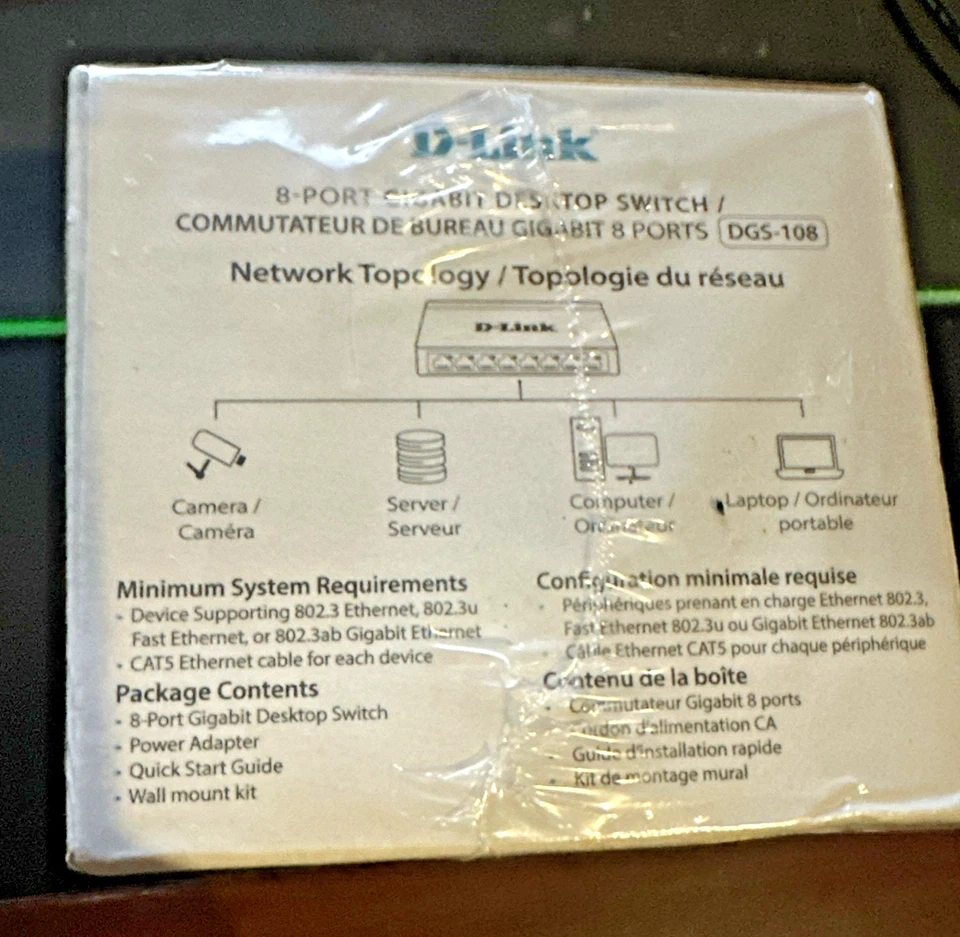 D-Link
8-PORT GIGABIT DESKTOP SWITCH /
COMMUTATEUR DE BUREAU GIGABIT 8 PORTS DGS-108
Network Topology / Topologie du réseau
D-Link
Camera /
Caméra
Server /
Serveur
Computer /
Ordinateur
Laptop / Ordinateur
portable
Minimum System Requirements
- Device Supporting 802.3 Ethernet, 802.3u
Fast Ethernet, or 802.3ab Gigabit Ethernet
- CAT5 Ethernet cable for each device
Package Contents
- 8-Port Gigabit Desktop Switch
- Power Adapter
- Quick Start Guide
- Wall mount kit
Configuration minimale requise
- Périphériques prenant en charge Ethernet 802.3,
Fast Ethernet 802.3u ou Gigabit Ethernet 802.3ab
- Câble Ethernet CAT5 pour chaque périphérique
Contenu de la boîte
- Commutateur Gigabit 8 ports
- Cordon d'alimentation CA
- Guide d'installation rapide
- Kit de montage mural